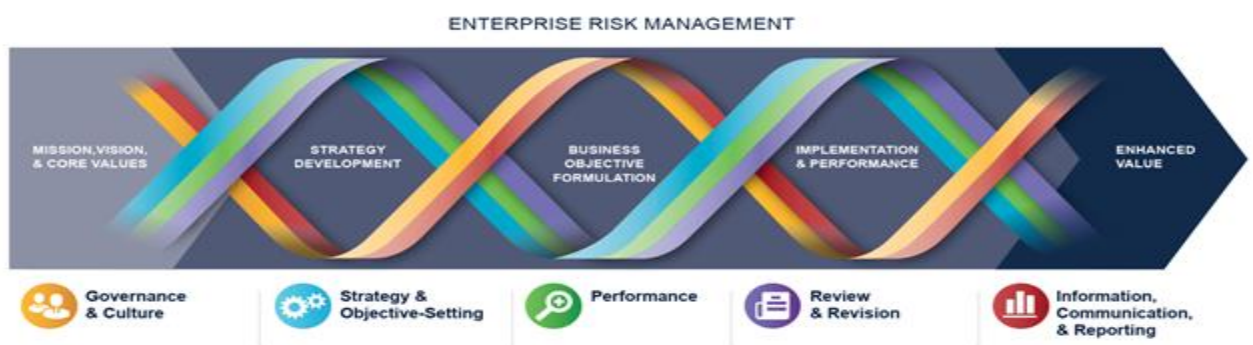 ENTERPRISE RISK MANAGEMENT
MISSION,VISION,
& CORE VALUES
STRATEGY
DEVELOPMENT
BUSINESS
OBJECTIVE
FORMULATION
IMPLEMENTATION
& PERFORMANCE
ENHANCED
VALUE
Governance
& Culture
Strategy &
Objective-Setting
Performance
Review
& Revision
Information,
Communication,
& Reporting